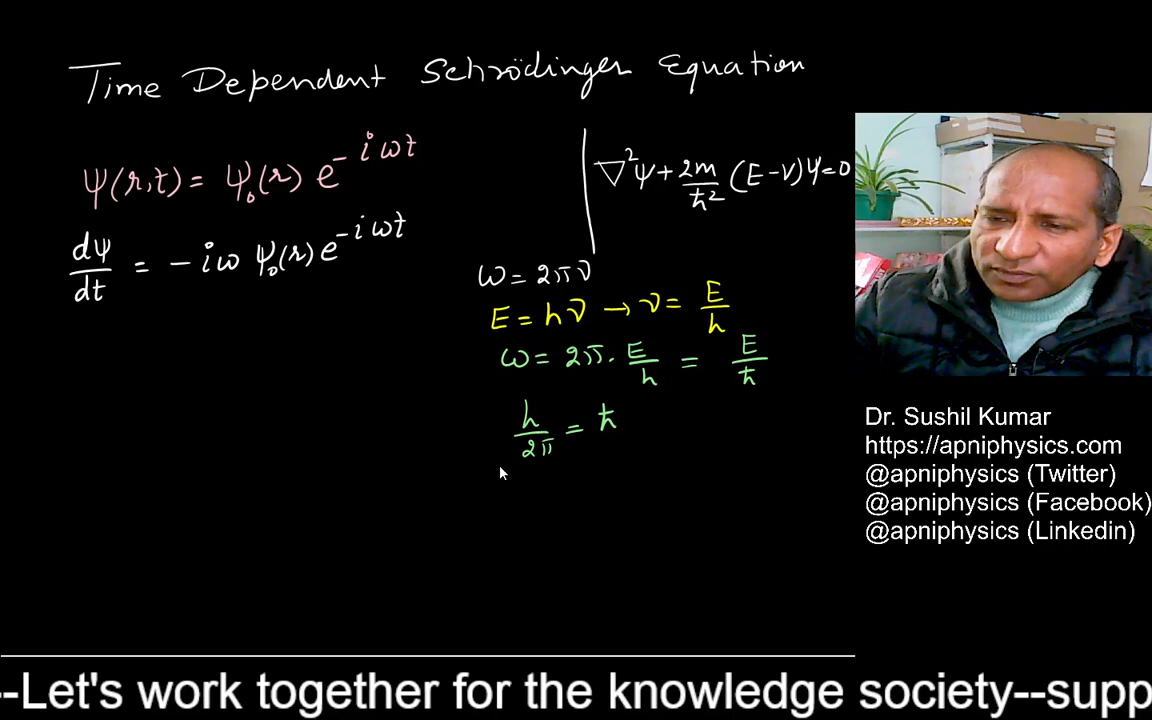 Time Dependent Schrödinger Equation
ψ(r,t) = ψ₀(r) e^{-iωt}
dψ/dt = -iω ψ₀(r) e^{-iωt}
∇²ψ + 2m/ħ² (E-V)ψ=0
ω = 2πν
E = hν → ν = E/h
ω = 2π · E/h = E/ħ
h/2π = ħ
Dr. Sushil Kumar
https://apniphysics.com
@apniphysics (Twitter)
@apniphysics (Facebook)
@apniphysics (Linkedin)
--Let's work together for the knowledge society--supp